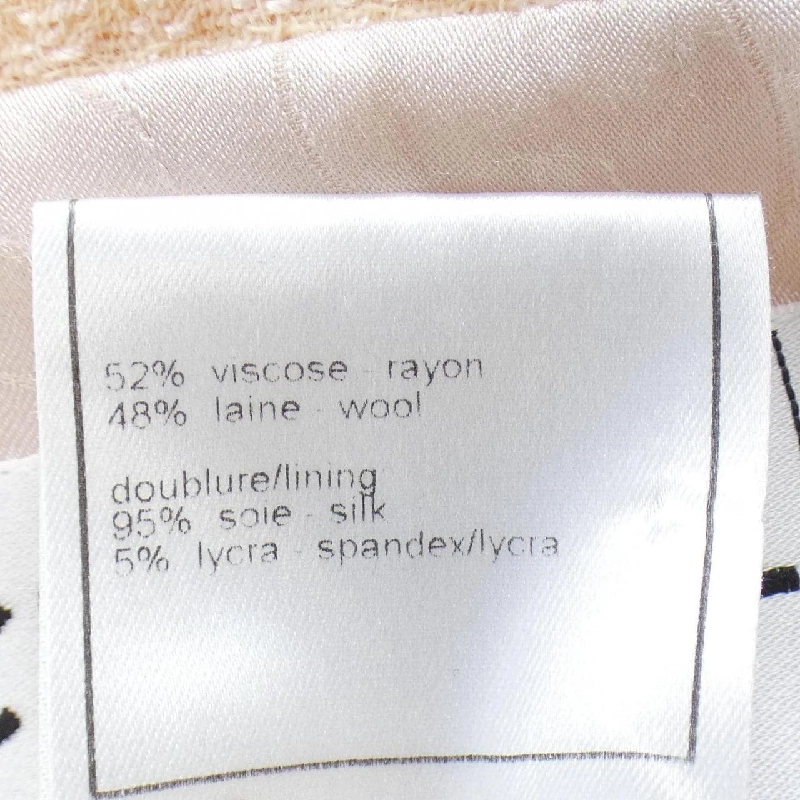 52% viscose - rayon
48% laine - wool
doublure/lining
95% soie - silk
5% lycra - spandex/lycra